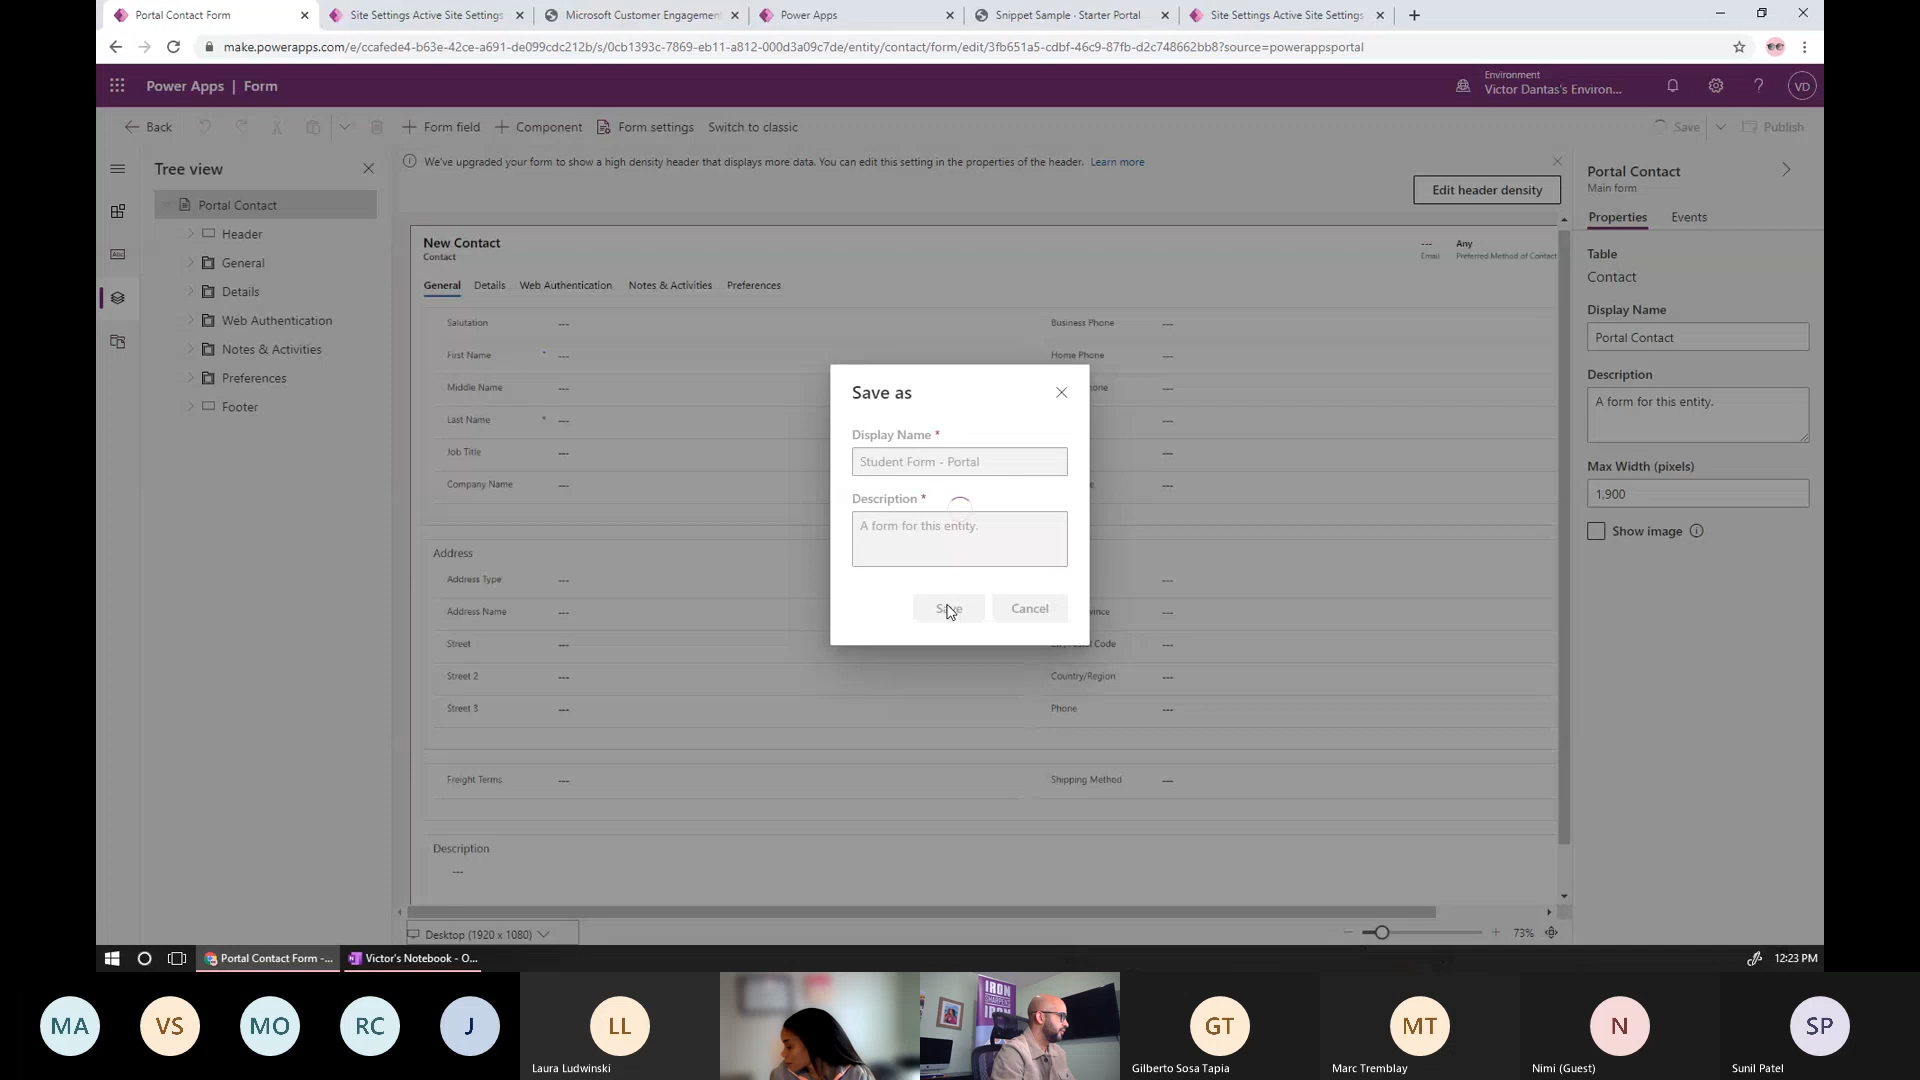 Portal Contact Form
Site Settings Active Site Settings
Microsoft Customer Engagement
Power Apps
Snippet Sample · Starter Portal
Site Settings Active Site Settings
make.powerapps.com/e/ccafede4-b63e-42ce-a691-de099cdc212b/s/0cb1393c-7869-eb11-a812-000d3a09c7de/entity/contact/form/edit/3fb651a5-cdbf-46c9-87fb-d2c748662bb8?source=powerappsportal
Power Apps | Form
Environment
Victor Dantas's Environ...
VD
Back
Form field
Component
Form settings
Switch to classic
Save
Publish
Tree view
Portal Contact
Header
General
Details
Web Authentication
Notes & Activities
Preferences
Footer
We've upgraded your form to show a high density header that displays more data. You can edit this setting in the properties of the header. Learn more
Edit header density
New Contact
Contact
---
Email
Any
Preferred Method of Contact
General
Details
Web Authentication
Notes & Activities
Preferences
Salutation ---
Business Phone ---
First Name * ---
Home Phone ---
Middle Name ---
one ---
Last Name * ---
---
Job Title ---
---
Company Name ---
---
Address
Address Type ---
---
Address Name ---
ince ---
Street ---
Code ---
Street 2 ---
Country/Region ---
Street 3 ---
Phone ---
Freight Terms ---
Shipping Method ---
Description
---
Save as
Display Name *
Student Form - Portal
Description *
A form for this entity.
Save
Cancel
Portal Contact
Main form
Properties
Events
Table
Contact
Display Name
Portal Contact
Description
A form for this entity.
Max Width (pixels)
1,900
Show image
Desktop (1920 x 1080)
73%
Portal Contact Form -...
Victor's Notebook - O...
12:23 PM
MA
VS
MO
RC
J
LL
Laura Ludwinski
IRON
IRON
GT
Gilberto Sosa Tapia
MT
Marc Tremblay
N
Nimi (Guest)
SP
Sunil Patel